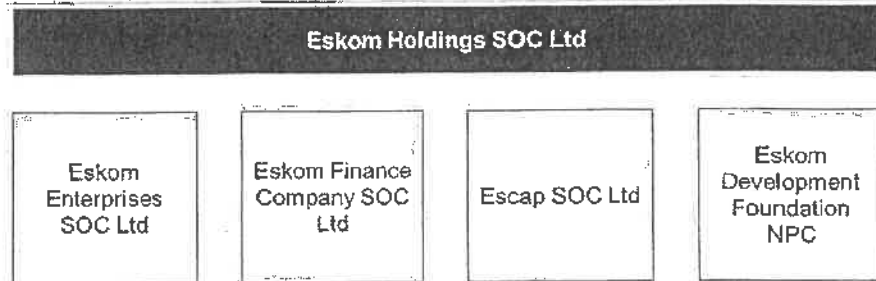 Eskom Holdings SOC Ltd
Eskom
Enterprises
SOC Ltd
Eskom Finance
Company SOC
Ltd
Escap SOC Ltd
Eskom
Development
Foundation
NPC